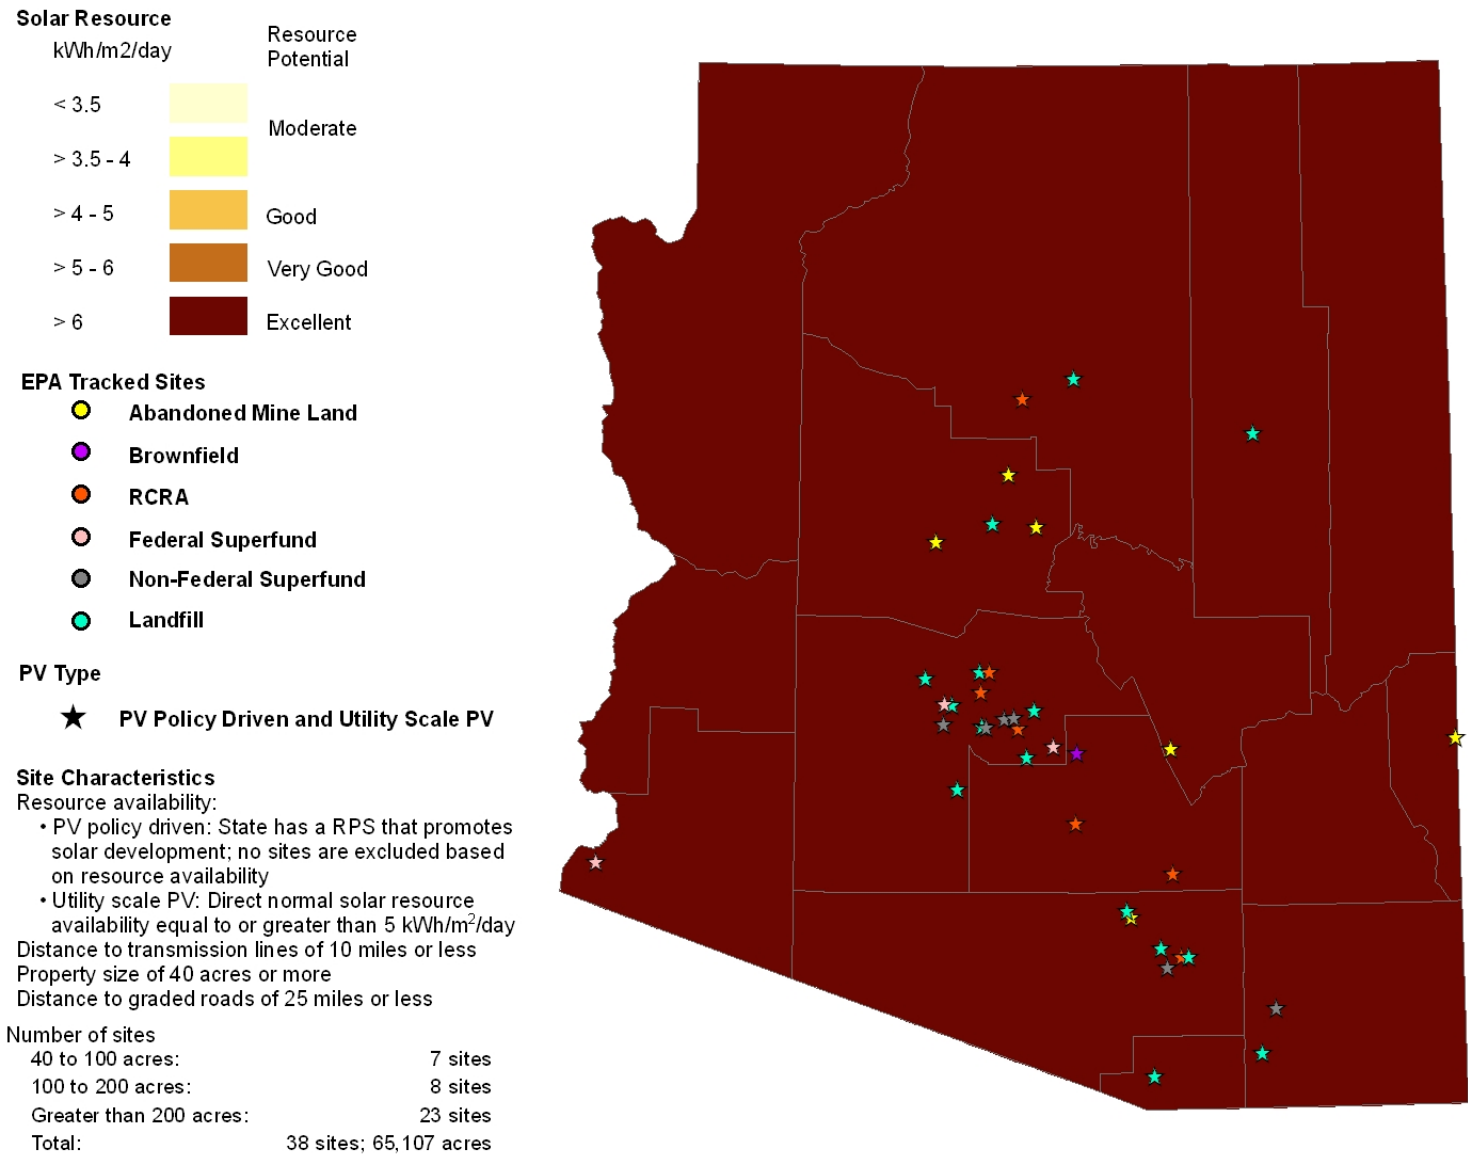 Solar Resource
kWh/m2/day
Resource
Potential
< 3.5
Moderate
> 3.5 - 4
> 4 - 5 Good
> 5 - 6 Very Good
> 6 Excellent
EPA Tracked Sites
Abandoned Mine Land
Brownfield
RCRA
Federal Superfund
Non-Federal Superfund
Landfill
PV Type
PV Policy Driven and Utility Scale PV
Site Characteristics
Resource availability:
• PV policy driven: State has a RPS that promotes
solar development; no sites are excluded based
on resource availability
• Utility scale PV: Direct normal solar resource
availability equal to or greater than 5 kWh/m²/day
Distance to transmission lines of 10 miles or less
Property size of 40 acres or more
Distance to graded roads of 25 miles or less
Number of sites
40 to 100 acres: 7 sites
100 to 200 acres: 8 sites
Greater than 200 acres: 23 sites
Total: 38 sites; 65,107 acres